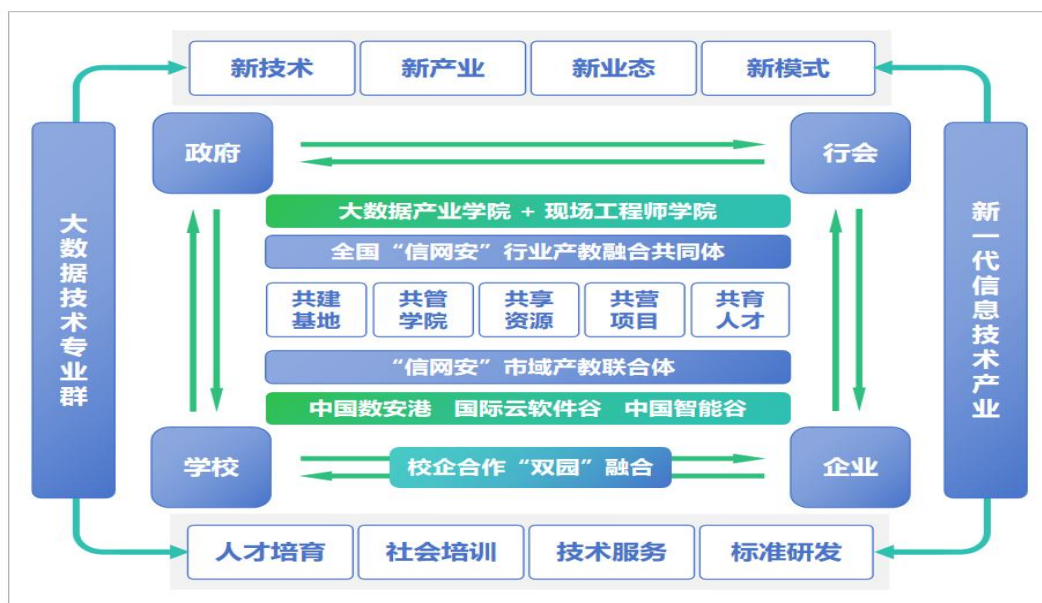 新技术
新产业
新业态
新模式
政府
行会
大数据产业学院 + 现场工程师学院
全国“信网安”行业产教融合共同体
大数据技术专业群
新一代信息技术产业
共建
基地
共管
学院
共享
资源
共营
项目
共育
人才
“信网安”市域产教联合体
中国数安港 国际云软件谷 中国智能谷
学校
校企合作“双园”融合
企业
人才培育
社会培训
技术服务
标准研发